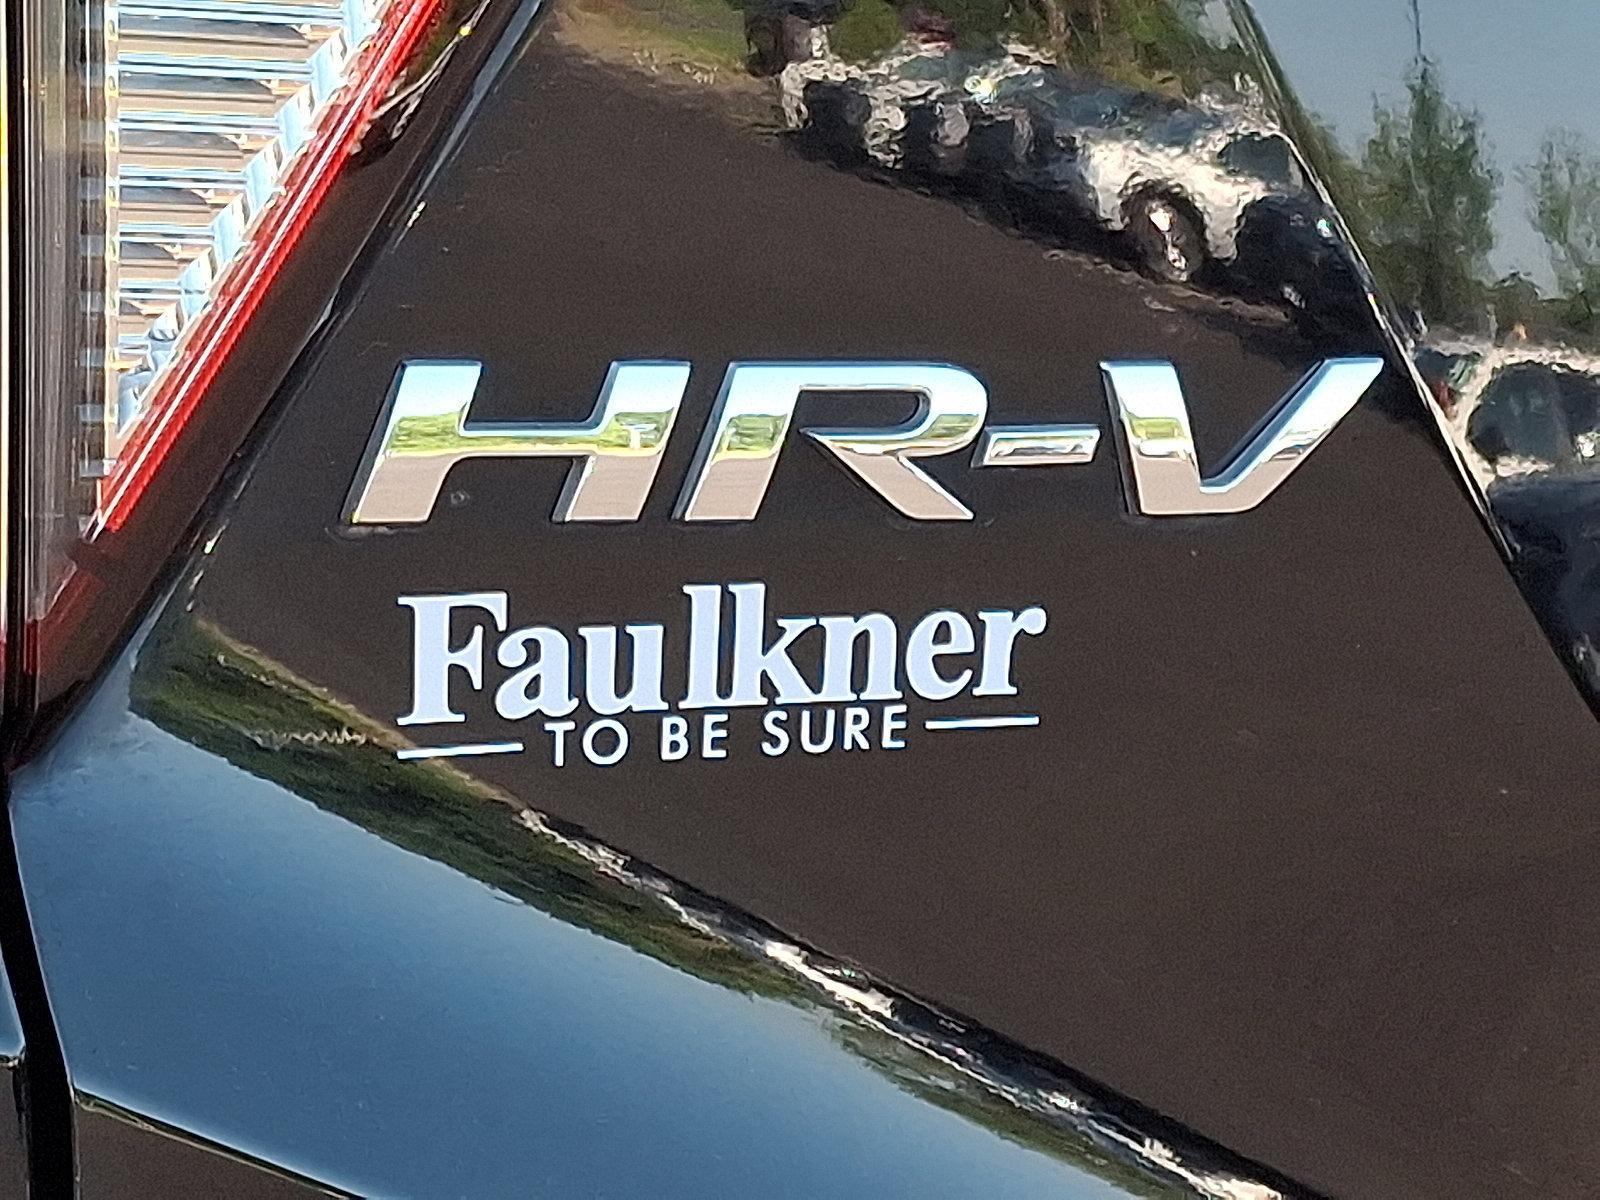 HR-V
Faulkner
TO BE SURE